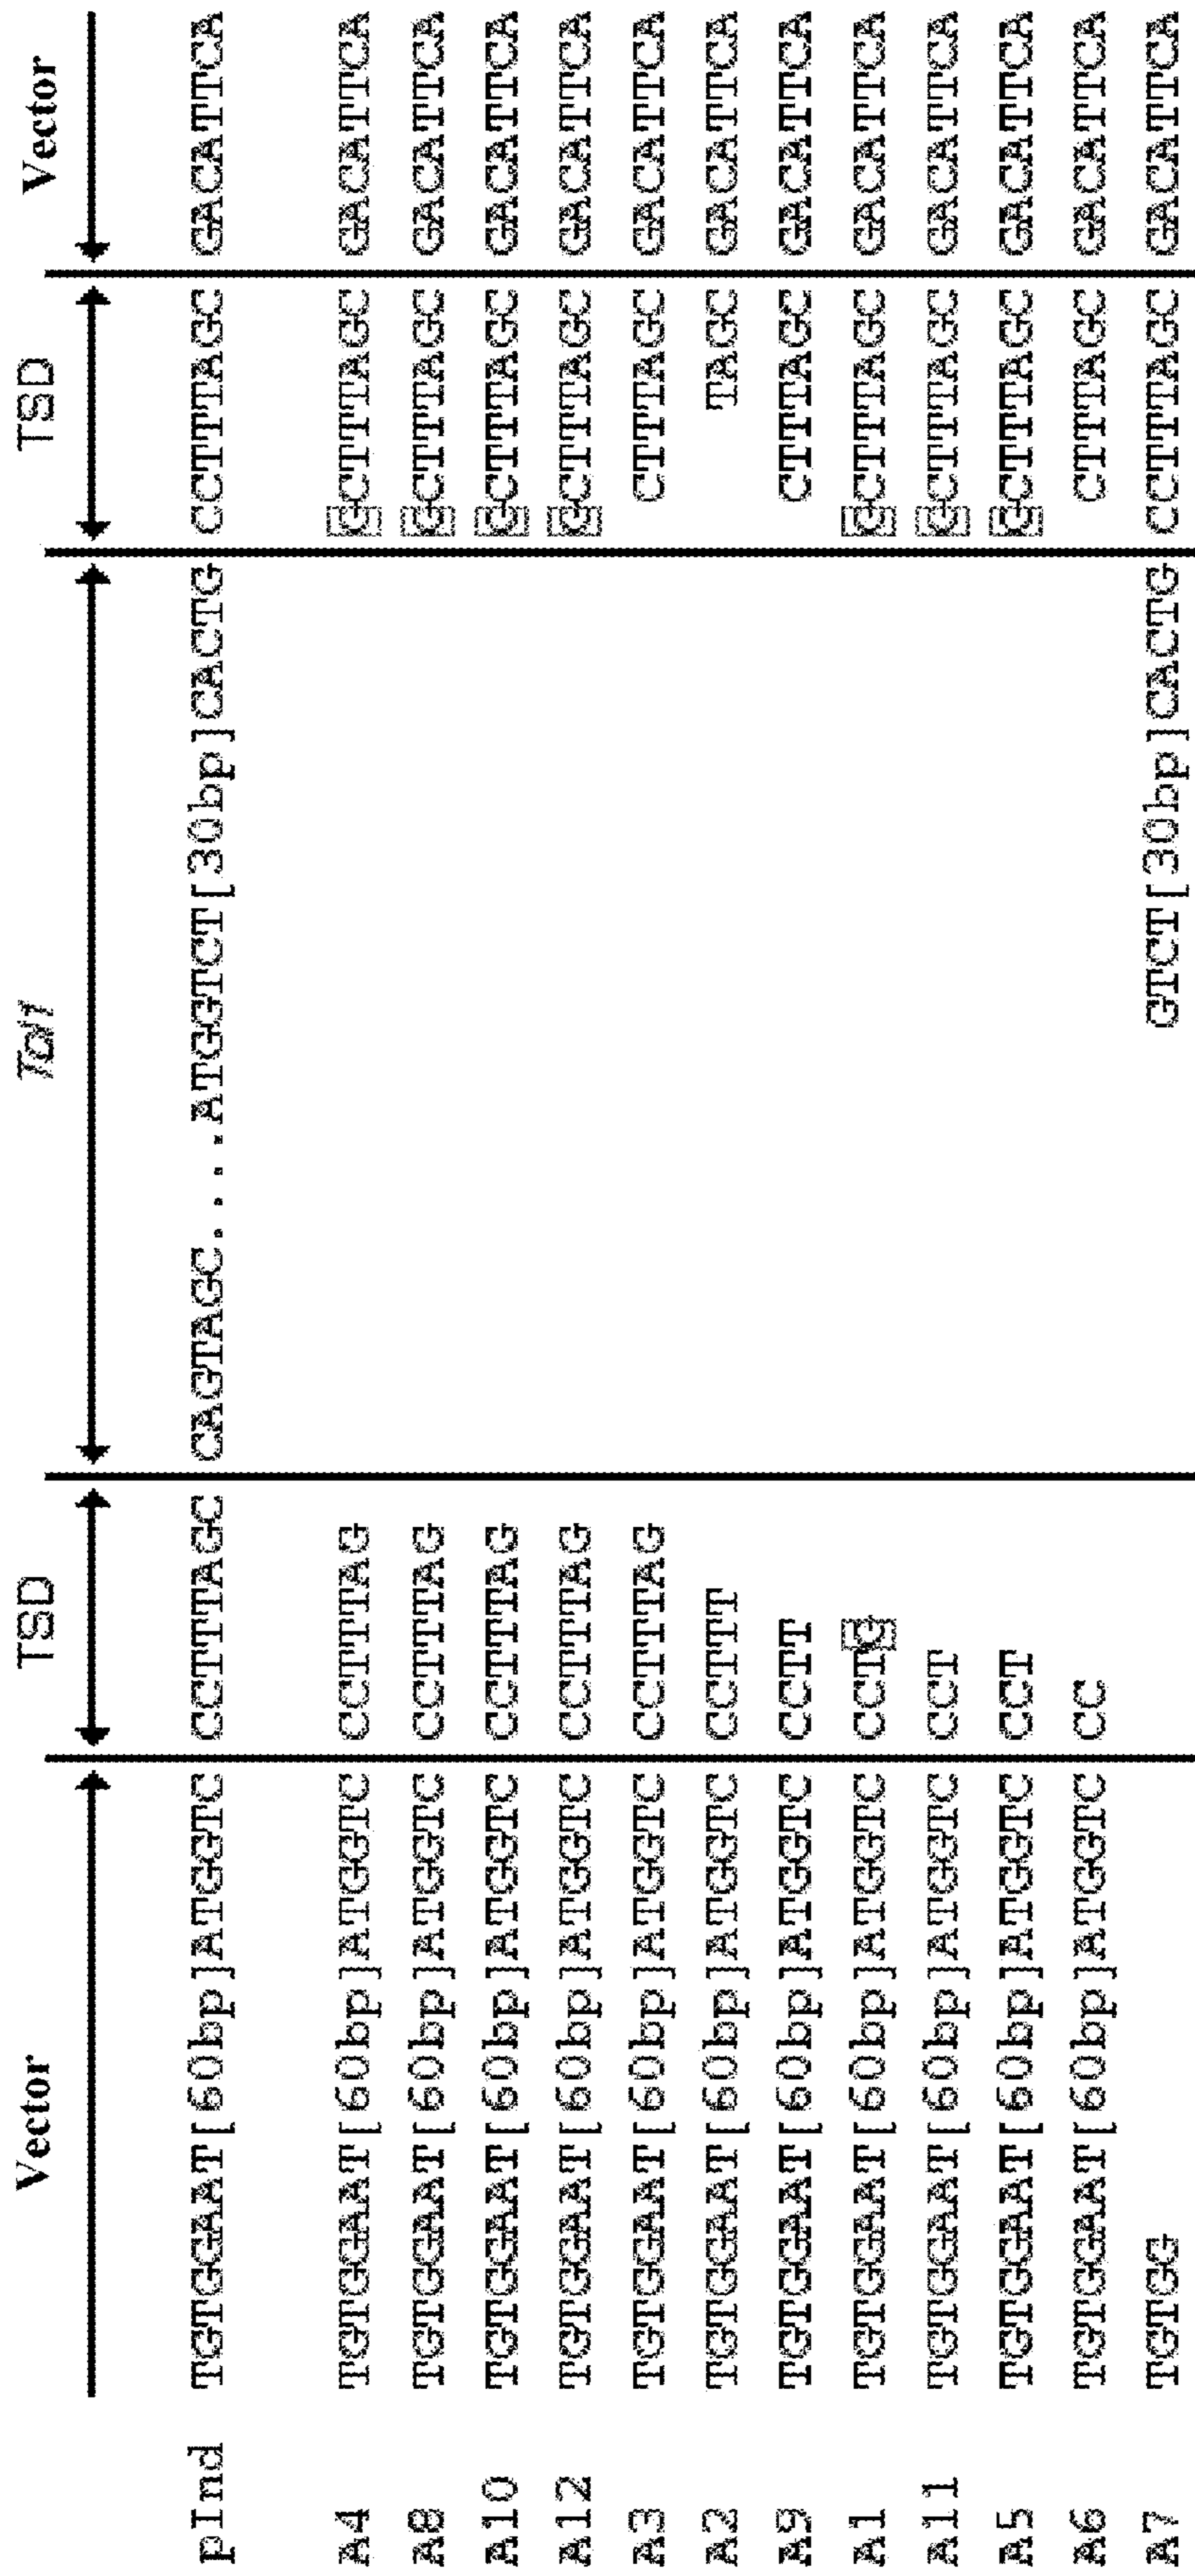 Vector TSD Tol1 TSD Vector
pInd TGTGGAAT[60bp]ATGGTC CCTTTAGC CAGTAGC....ATGGTCT[30bp]CACTG CCTTTAGC GACATTCA
A4 TGTGGAAT[60bp]ATGGTC CCTTTAG GCTTTAGC GACATTCA
A8 TGTGGAAT[60bp]ATGGTC CCTTTAG GCTTTAGC GACATTCA
A10 TGTGGAAT[60bp]ATGGTC CCTTTAG GCTTTAGC GACATTCA
A12 TGTGGAAT[60bp]ATGGTC CCTTTAG GCTTTAGC GACATTCA
A3 TGTGGAAT[60bp]ATGGTC CCTTTAG CTTTAGC GACATTCA
A2 TGTGGAAT[60bp]ATGGTC CCTTT TAGC GACATTCA
A9 TGTGGAAT[60bp]ATGGTC CCTT CTTTAGC GACATTCA
A1 TGTGGAAT[60bp]ATGGTC CCTG GCTTTAGC GACATTCA
A11 TGTGGAAT[60bp]ATGGTC CCT GCTTTAGC GACATTCA
A5 TGTGGAAT[60bp]ATGGTC CCT GCTTTAGC GACATTCA
A6 TGTGGAAT[60bp]ATGGTC CC CTTTAGC GACATTCA
A7 TGTGG GTCT[30bp]CACTG CCTTTAGC GACATTCA